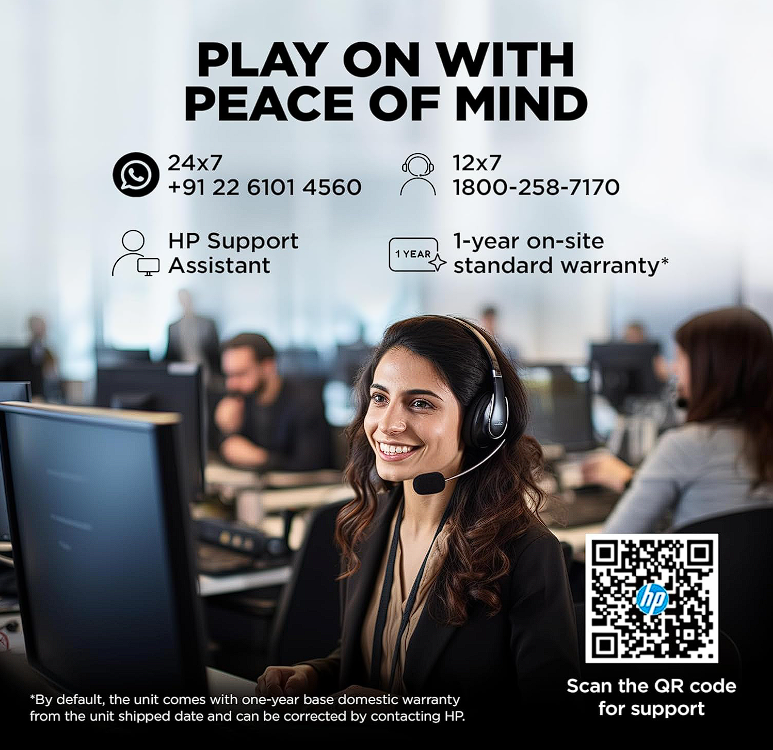 PLAY ON WITH
PEACE OF MIND
24x7
+91 22 6101 4560
12x7
1800-258-7170
HP Support
Assistant
1 YEAR
1-year on-site
standard warranty*
hp
Scan the QR code
for support
*By default, the unit comes with one-year base domestic warranty
from the unit shipped date and can be corrected by contacting HP.